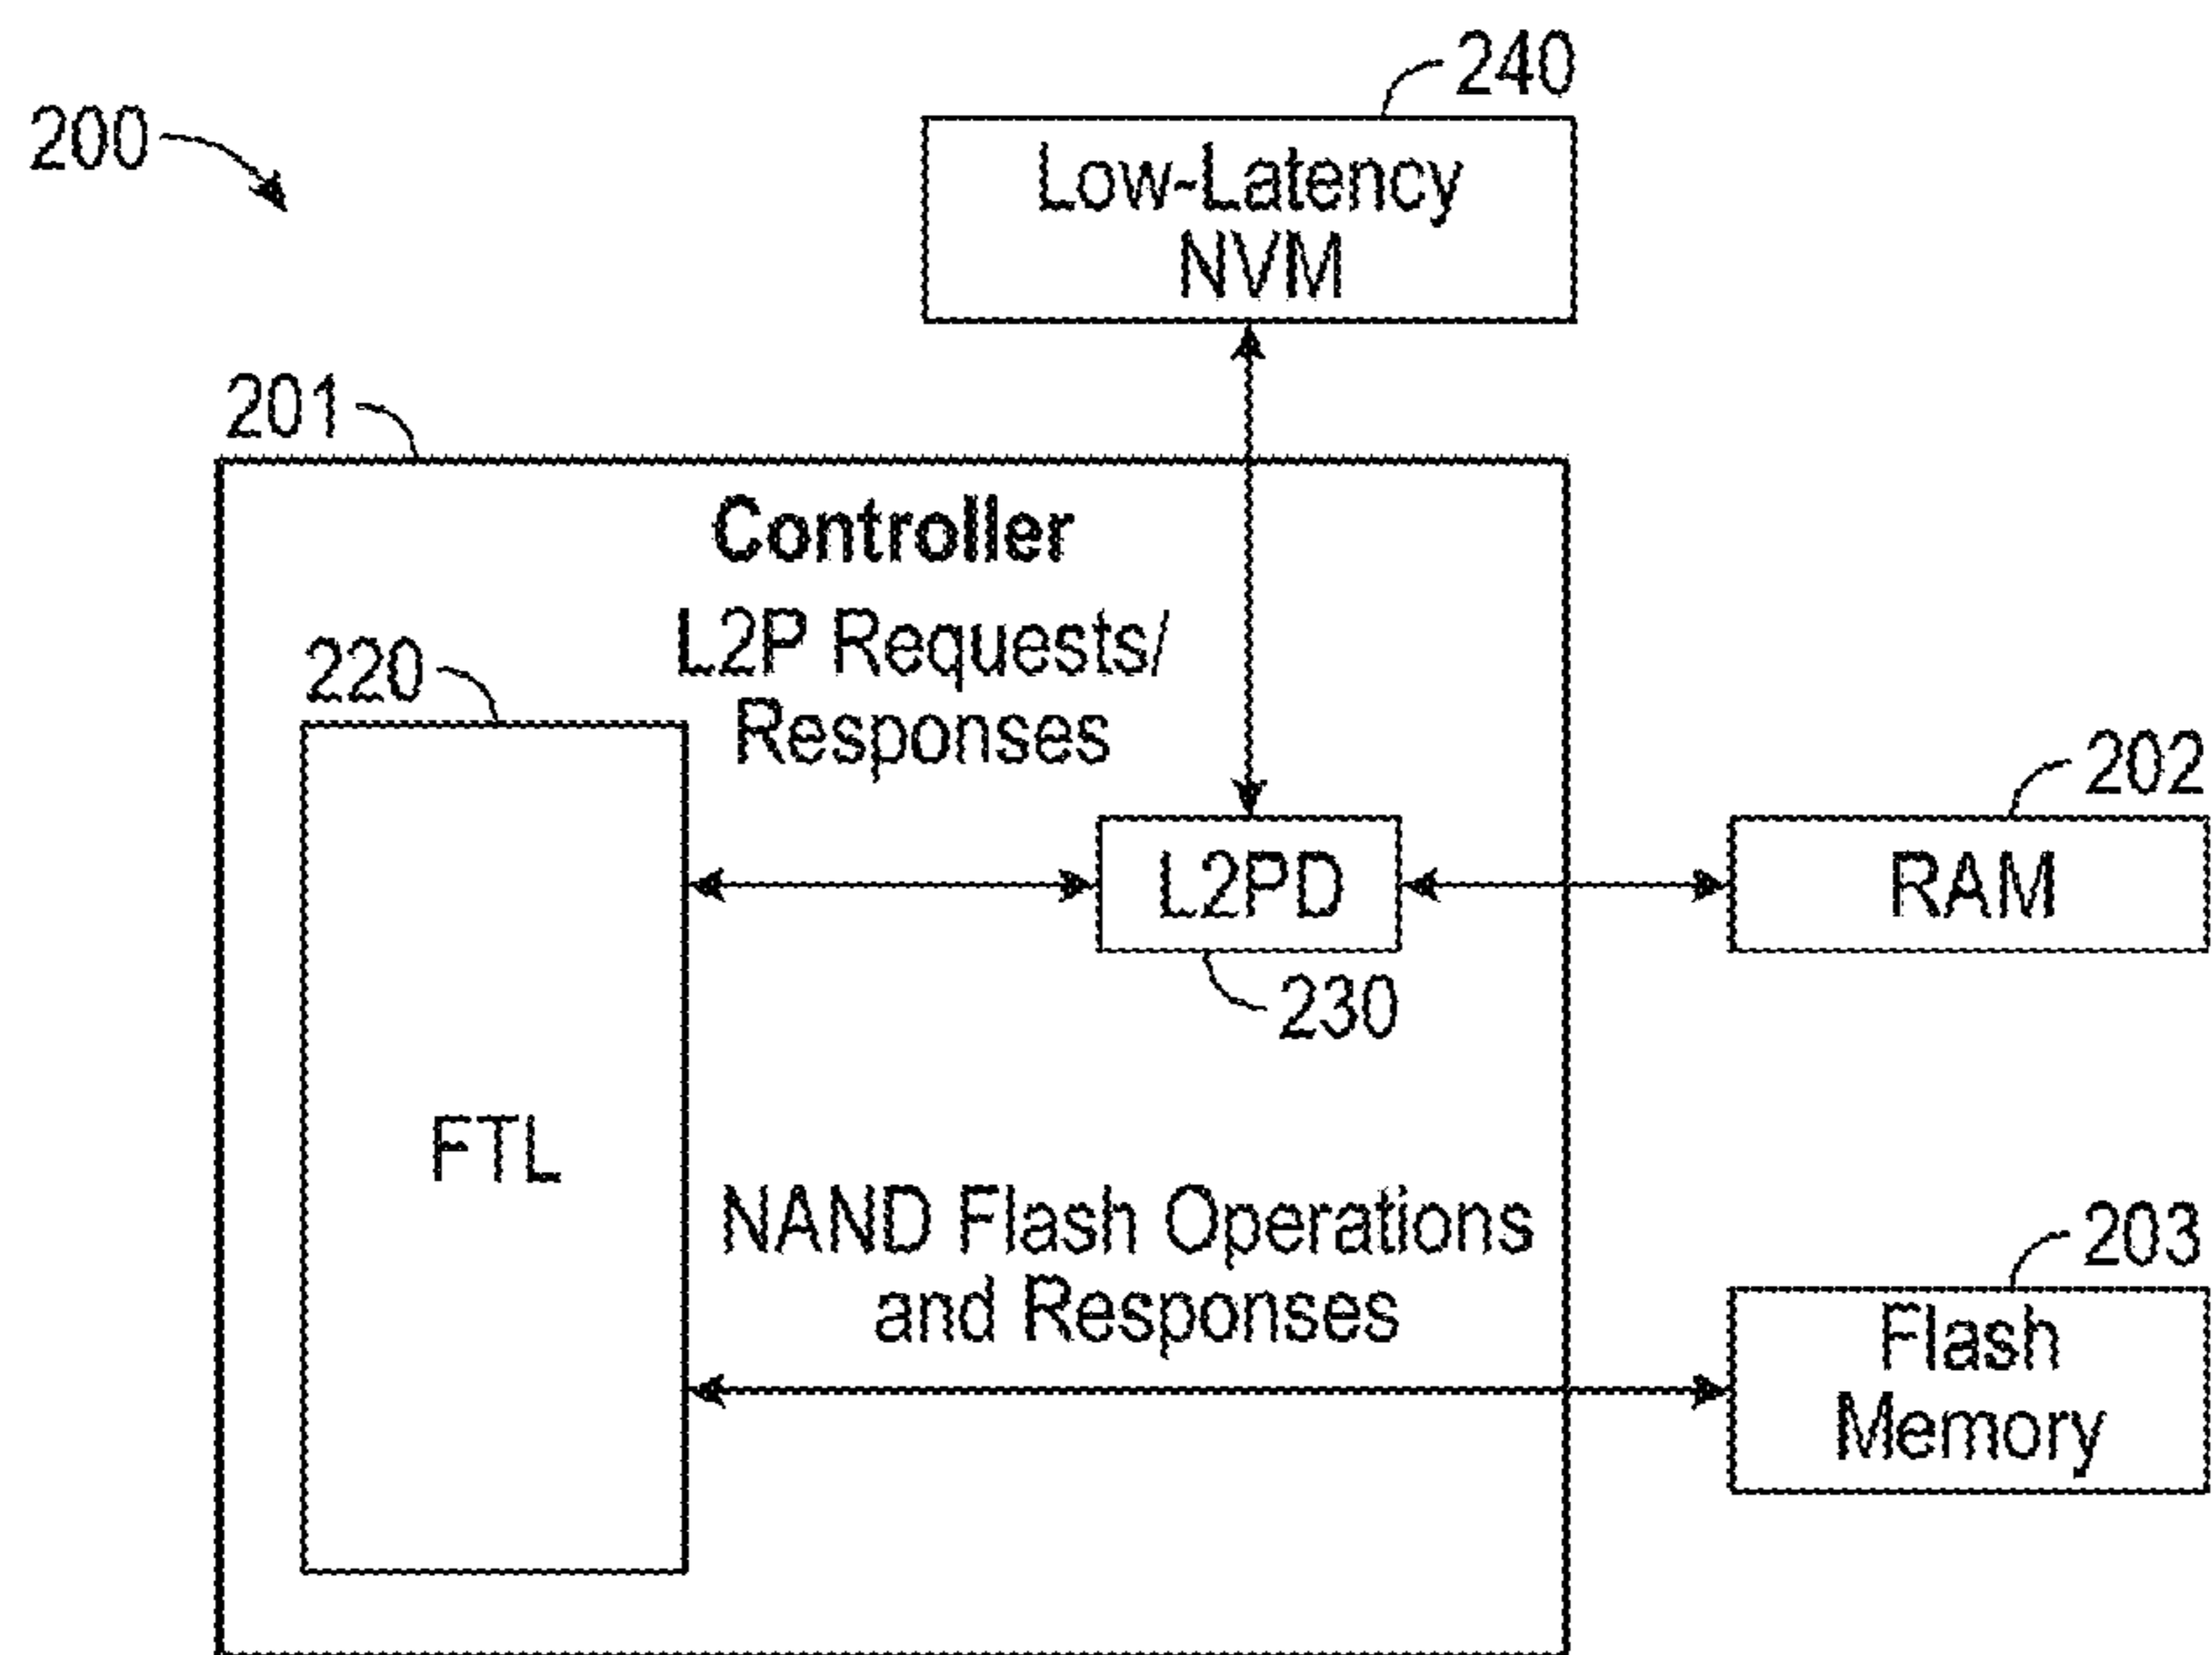 240
200
Low-Latency
NVM
201
Controller
L2P Requests/
Responses
220
202
L2PD
RAM
230
FTL
NAND Flash Operations
and Responses
203
Flash
Memory